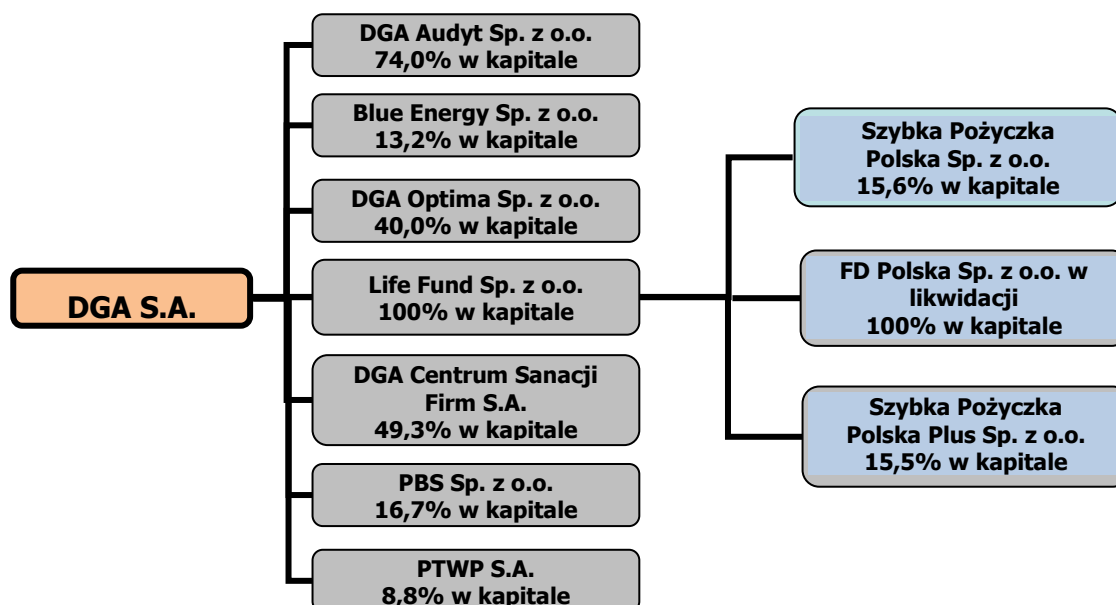 DGA S.A.
DGA Audyt Sp. z o.o.
74,0% w kapitale
Blue Energy Sp. z o.o.
13,2% w kapitale
DGA Optima Sp. z o.o.
40,0% w kapitale
Life Fund Sp. z o.o.
100% w kapitale
DGA Centrum Sanacji
Firm S.A.
49,3% w kapitale
PBS Sp. z o.o.
16,7% w kapitale
PTWP S.A.
8,8% w kapitale
Szybka Pożyczka
Polska Sp. z o.o.
15,6% w kapitale
FD Polska Sp. z o.o. w
likwidacji
100% w kapitale
Szybka Pożyczka
Polska Plus Sp. z o.o.
15,5% w kapitale